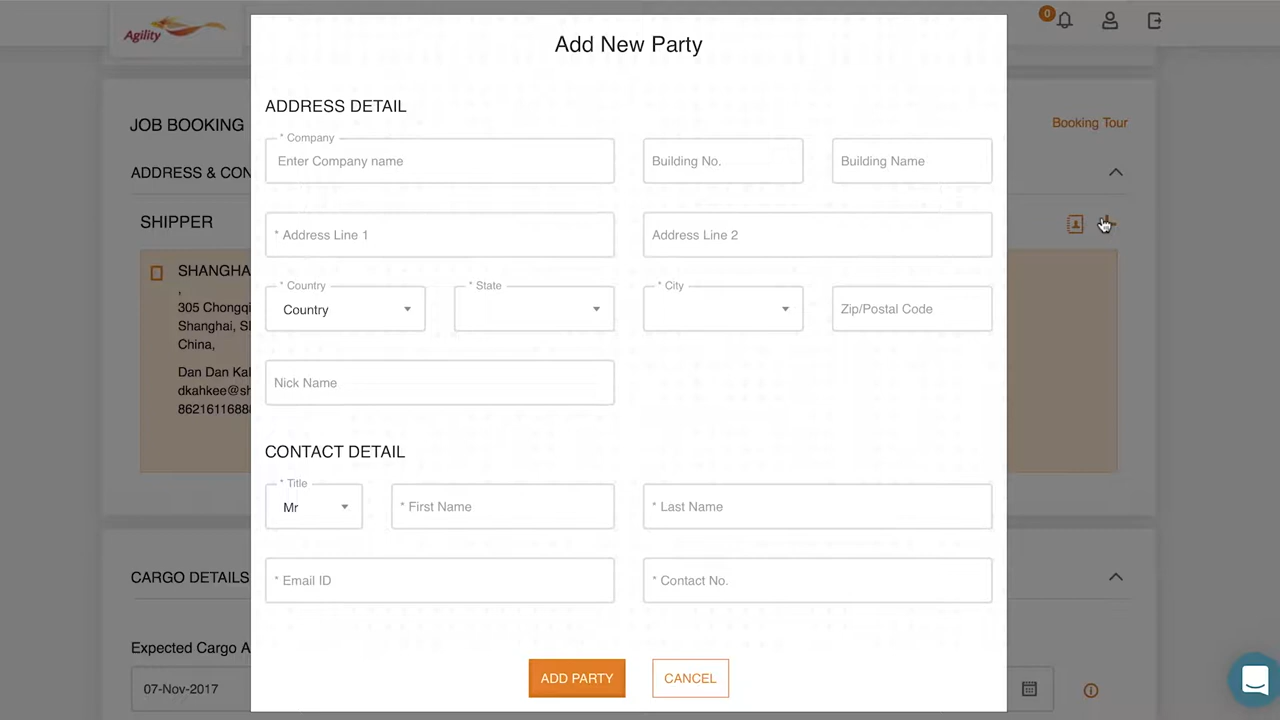 Agility
0
Add New Party
ADDRESS DETAIL
JOB BOOKING
Booking Tour
* Company
Enter Company name
Building No.
Building Name
ADDRESS & CON
SHIPPER
* Address Line 1
Address Line 2
SHANGHA
,
305 Chongqi
Shanghai, S
China,
* Country
Country
* State
* City
Zip/Postal Code
Dan Dan Ka
dkahkee@sh
86216116888
Nick Name
CONTACT DETAIL
* Title
Mr
* First Name
* Last Name
CARGO DETAILS
* Email ID
* Contact No.
Expected Cargo A
07-Nov-2017
ADD PARTY
CANCEL